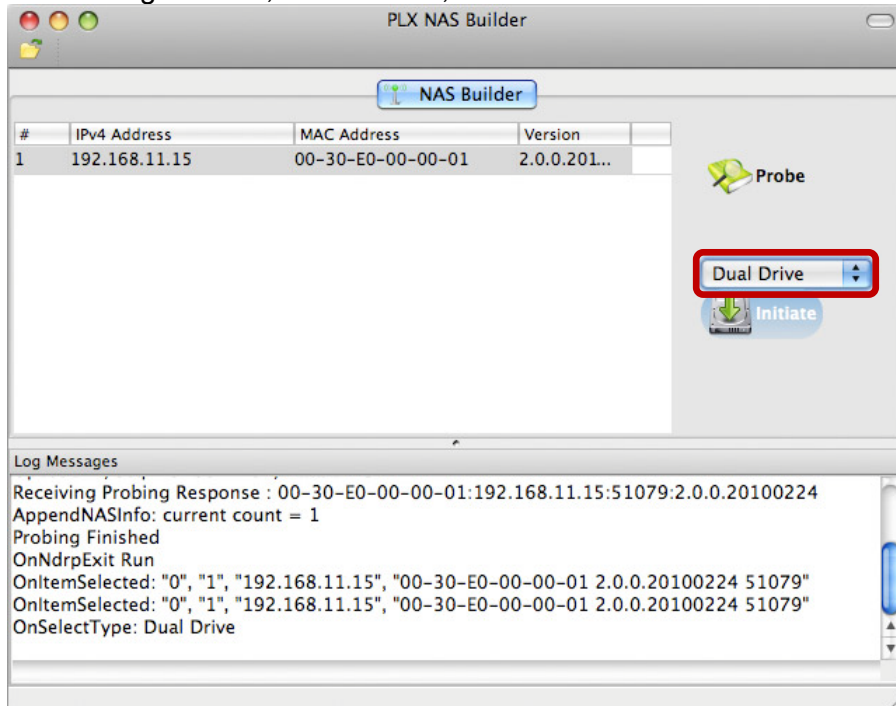 PLX NAS Builder
NAS Builder
# IPv4 Address MAC Address Version
1 192.168.11.15 00-30-E0-00-00-01 2.0.0.201...
Probe
Dual Drive
Initiate
Log Messages
Receiving Probing Response : 00-30-E0-00-00-01:192.168.11.15:51079:2.0.0.20100224
AppendNASInfo: current count = 1
Probing Finished
OnNdrpExit Run
OnItemSelected: "0", "1", "192.168.11.15", "00-30-E0-00-00-01 2.0.0.20100224 51079"
OnItemSelected: "0", "1", "192.168.11.15", "00-30-E0-00-00-01 2.0.0.20100224 51079"
OnSelectType: Dual Drive